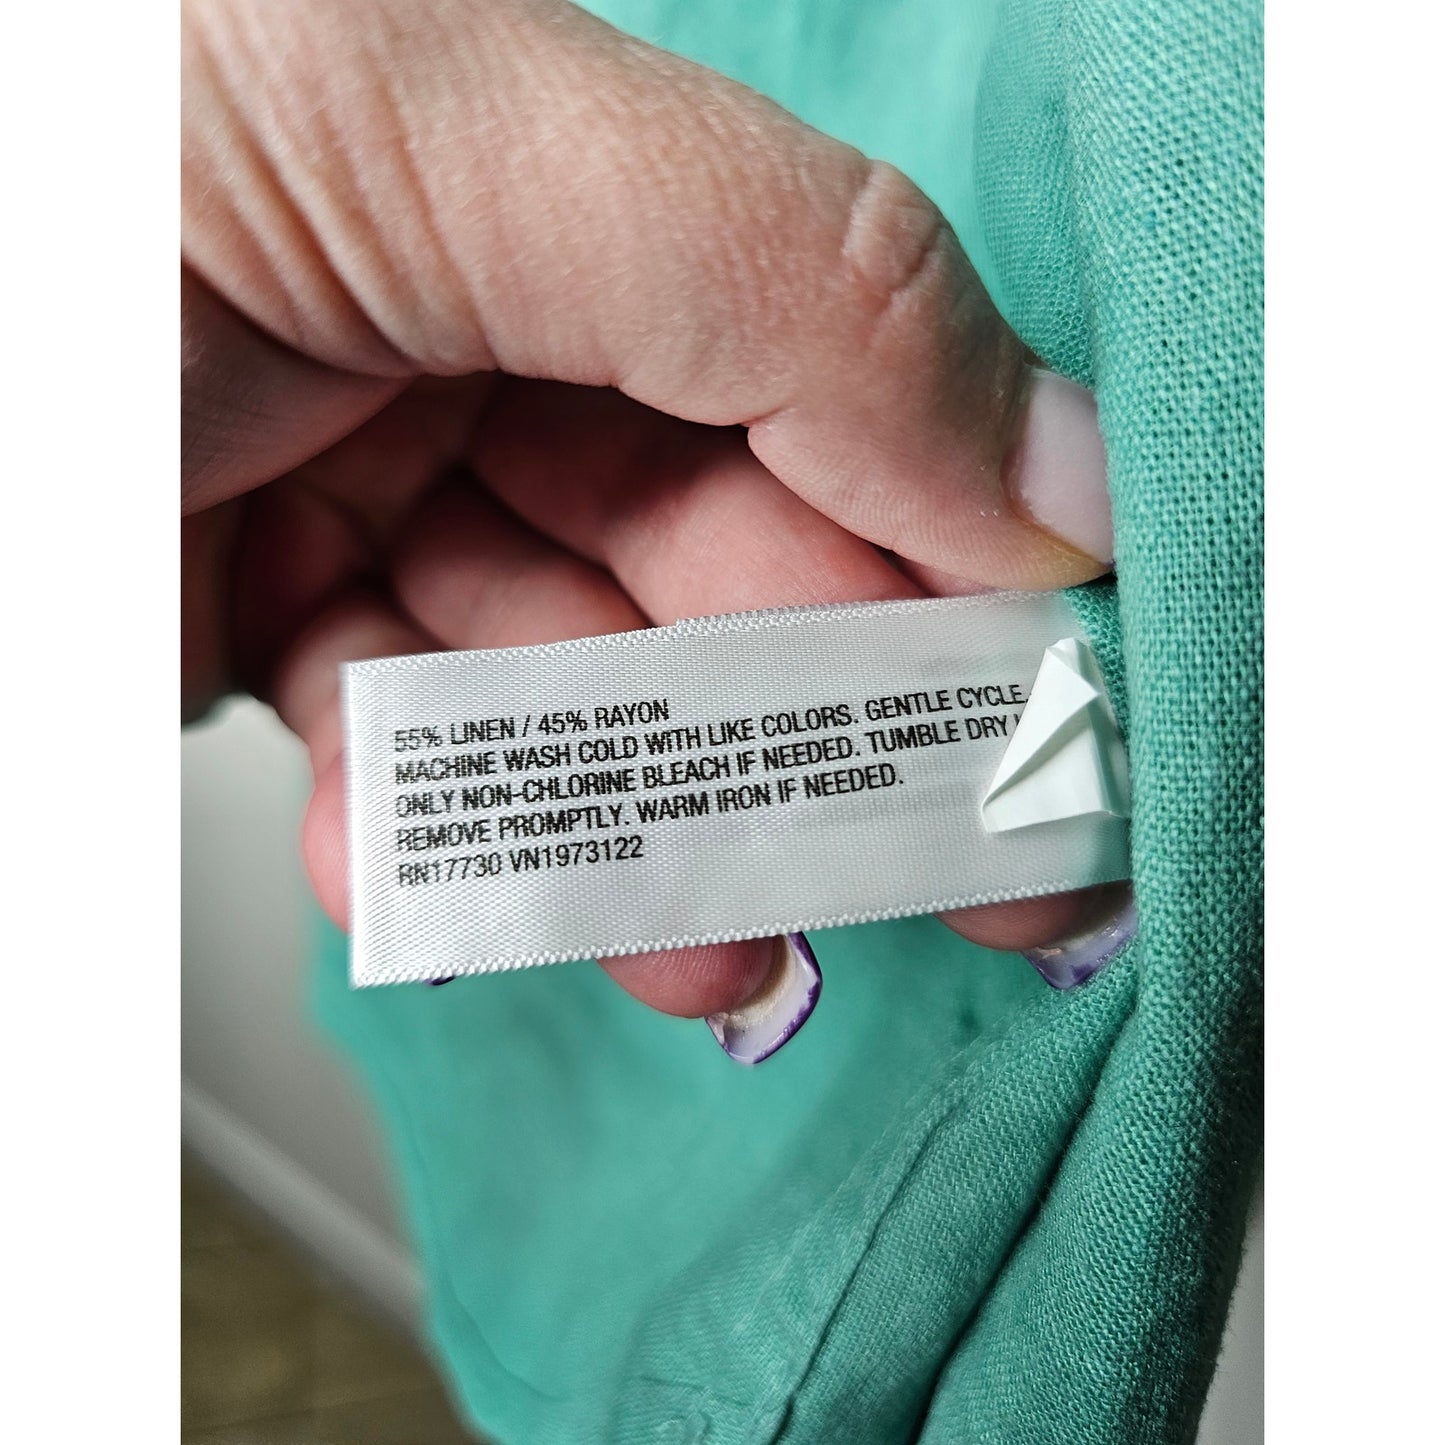 55% LINEN / 45% RAYON
MACHINE WASH COLD WITH LIKE COLORS. GENTLE CYCLE.
ONLY NON-CHLORINE BLEACH IF NEEDED. TUMBLE DRY
REMOVE PROMPTLY. WARM IRON IF NEEDED.
RN17730 VN1973122